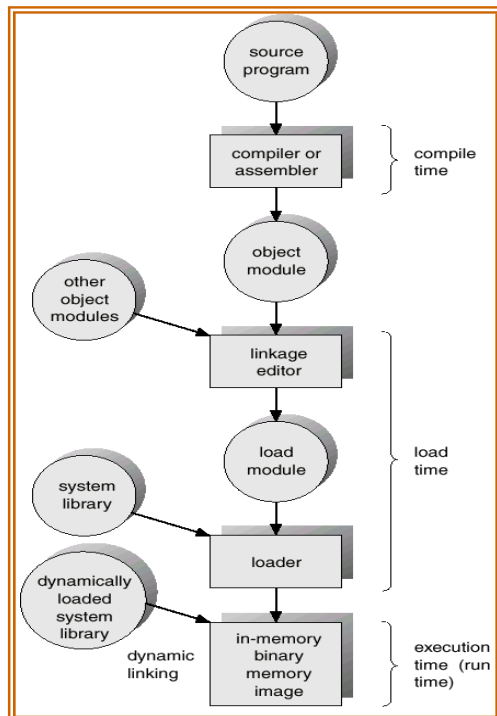 source
program
compiler or
assembler
compile
time
object
module
other
object
modules
linkage
editor
load
module
load
time
system
library
loader
dynamically
loaded
system
library
dynamic
linking
in-memory
binary
memory
image
execution
time (run
time)